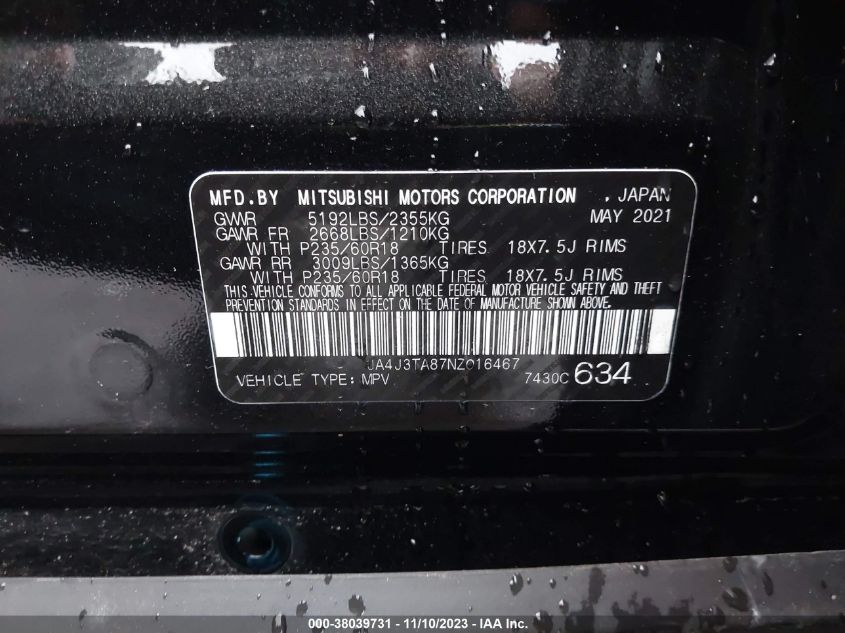 MFD.BY MITSUBISHI MOTORS CORPORATION , JAPAN
GVWR 5192LBS/2355KG MAY 2021
GAWR FR 2668LBS/1210KG
WITH P235/60R18 TIRES 18X7.5J RIMS
GAWR RR 3009LBS/1365KG
WITH P235/60R18 TIRES 18X7.5J RIMS
THIS VEHICLE CONFORMS TO ALL APPLICABLE FEDERAL MOTOR VEHICLE SAFETY AND THEFT
PREVENTION STANDARDS IN EFFECT ON THE DATE OF MANUFACTURE SHOWN ABOVE.
JA4J3TA87NZ016467
VEHICLE TYPE: MPV 7430C 634
000-38039731 - 11/10/2023 - © IAA Inc.